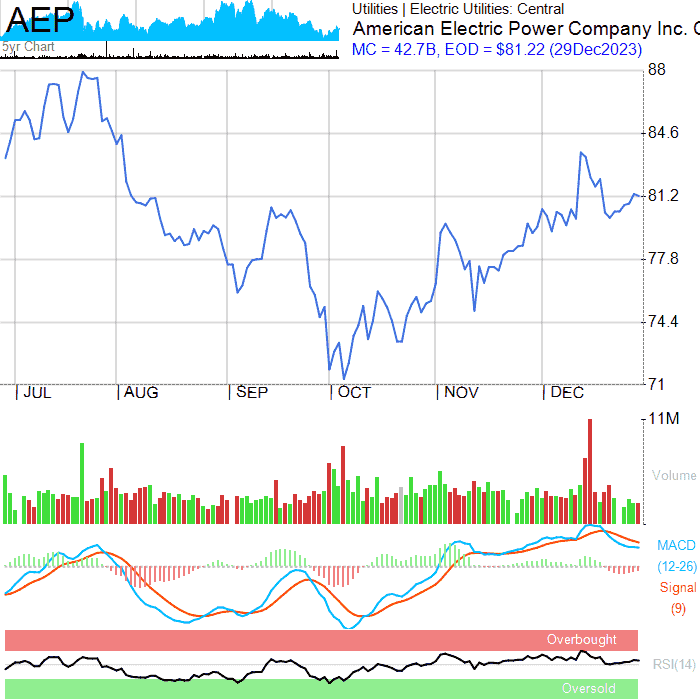 AEP
5yr Chart
Utilities | Electric Utilities: Central
American Electric Power Company Inc. C
MC = 42.7B, EOD = $81.22 (29Dec2023)
88
84.6
81.2
77.8
74.4
71
JUL AUG SEP OCT NOV DEC
11M
Volume
MACD
(12-26)
Signal
(9)
Overbought
RSI(14)
Oversold